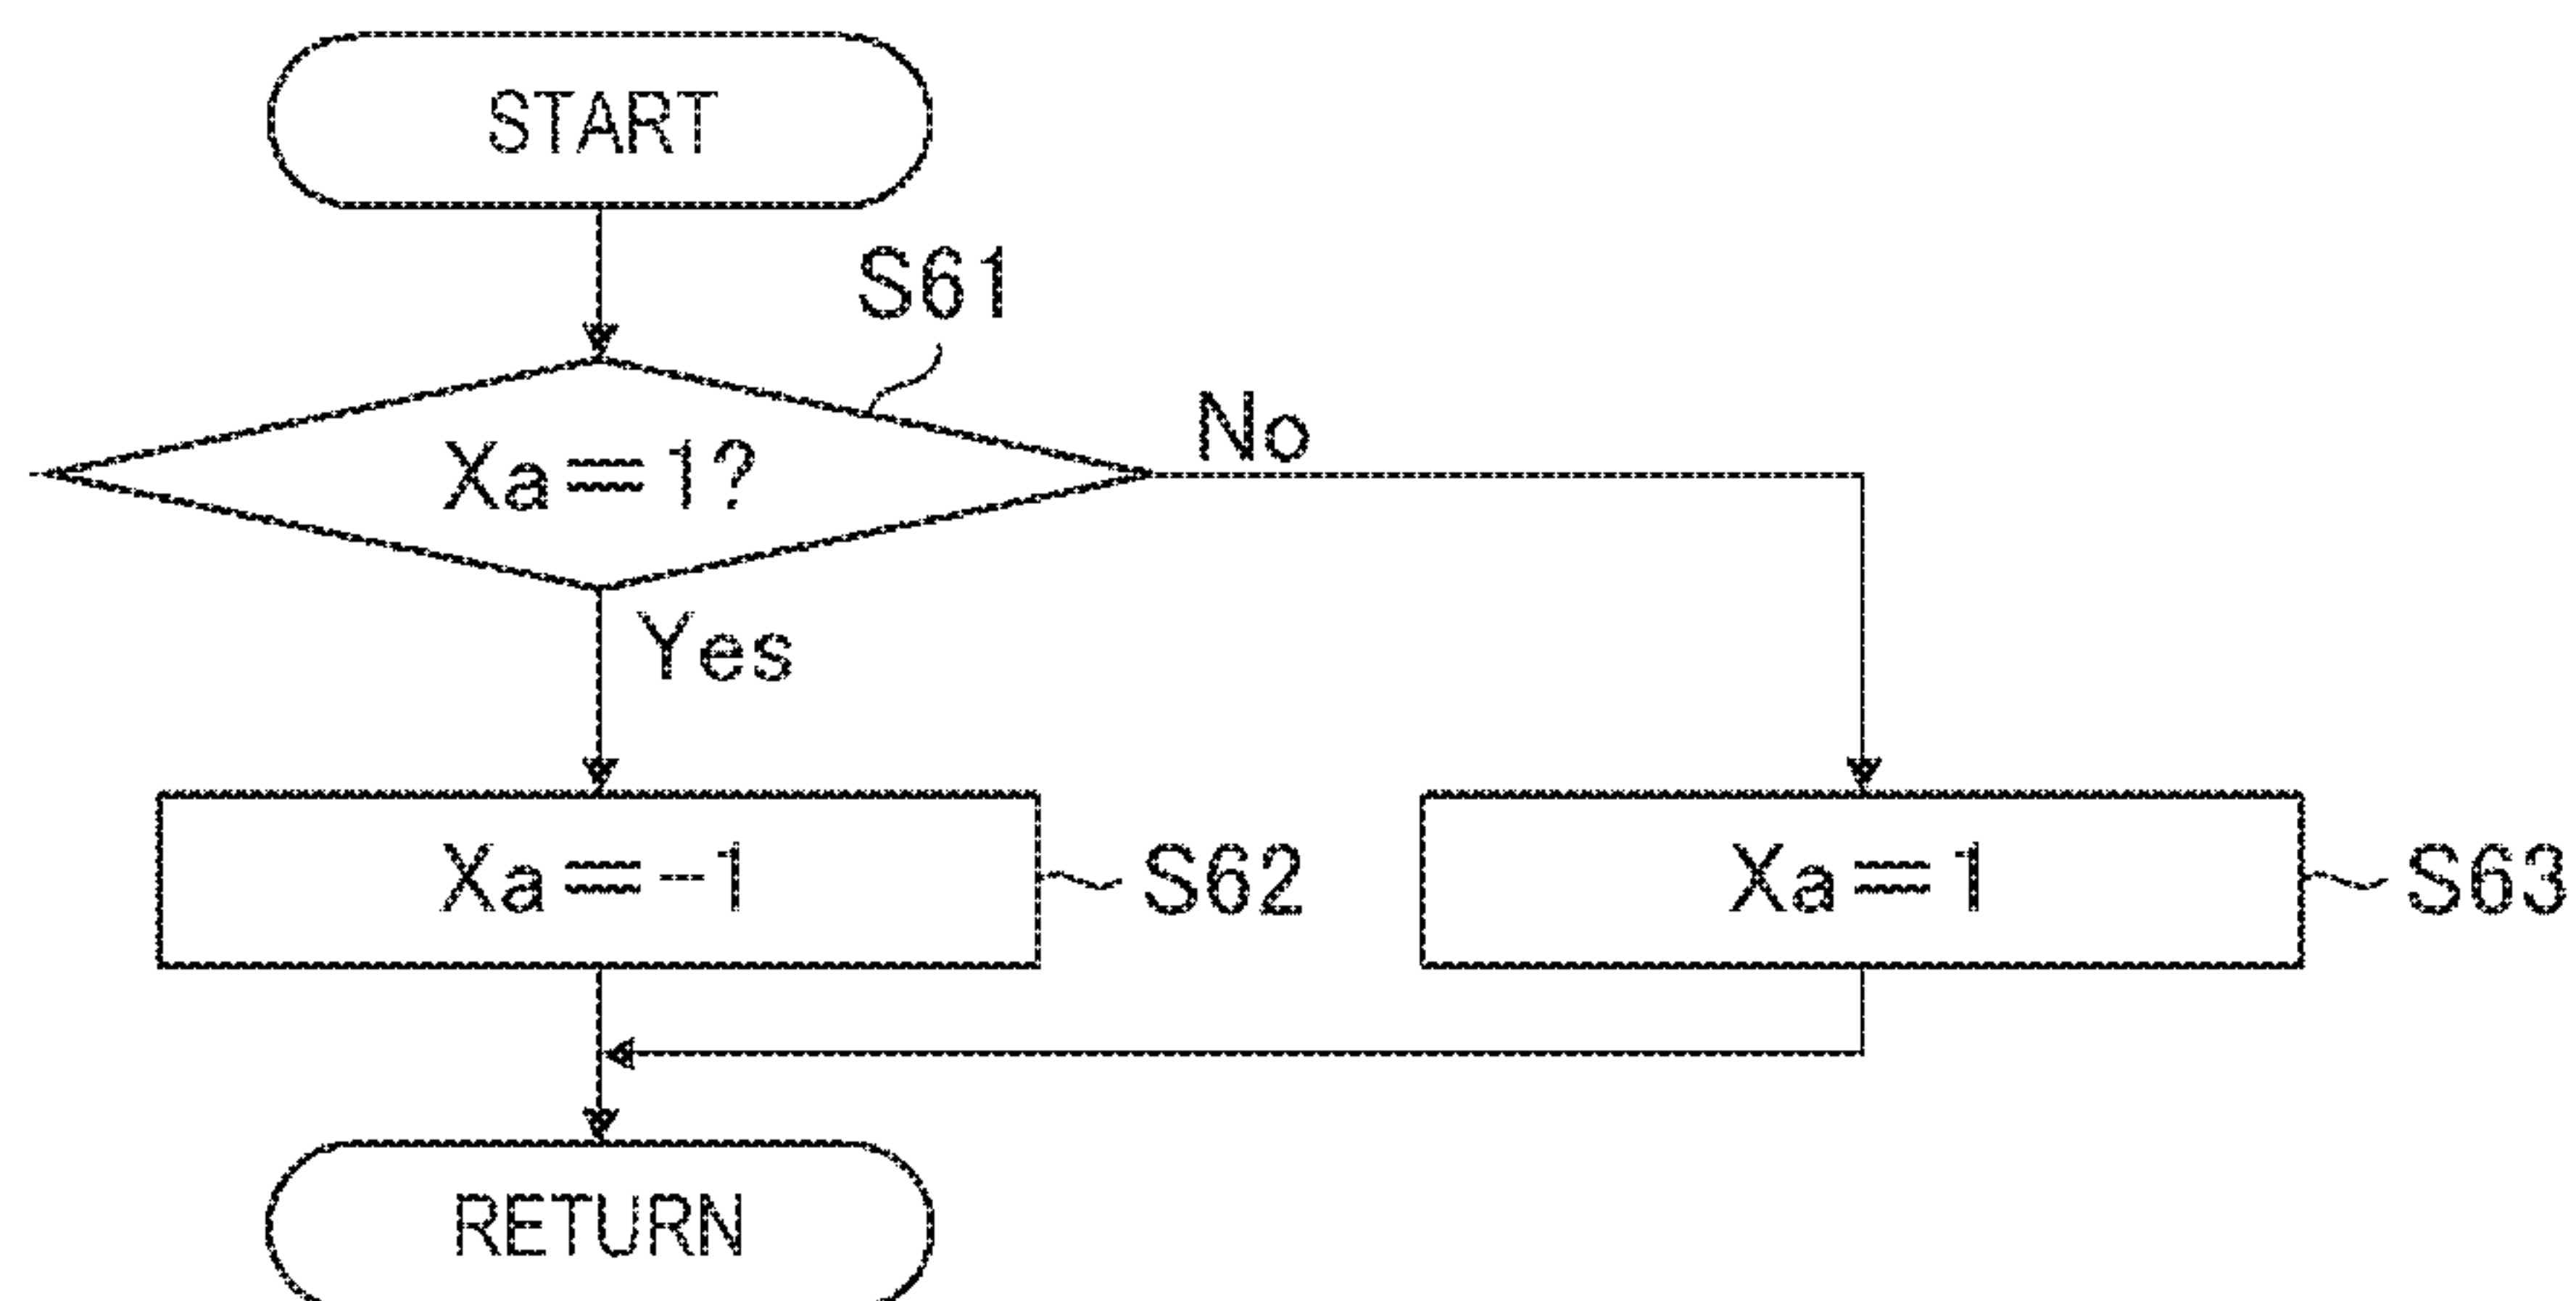 START
S61
Xa=1?
No
Yes
Xa=-1
S62
Xa=1
S63
RETURN